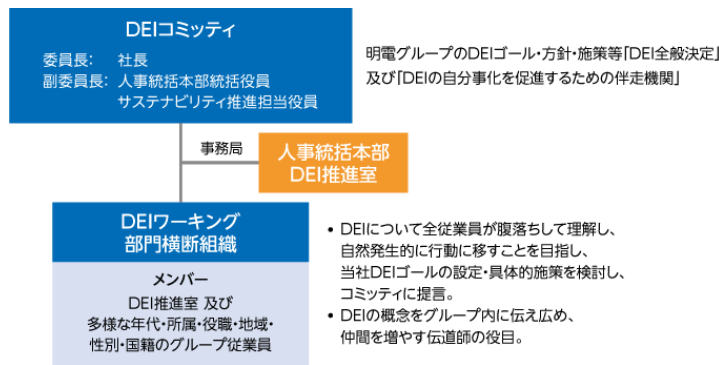 DEIコミッティ
委員長： 社長
副委員長： 人事統括本部統括役員
サステナビリティ推進担当役員
明電グループのDEIゴール・方針・施策等「DEI全般決定」
及び「DEIの自分事化を促進するための伴走機関」
事務局
人事統括本部
DEI推進室
DEIワーキング
部門横断組織
メンバー
DEI推進室 及び
多様な年代・所属・役職・地域・
性別・国籍のグループ従業員
• DEIについて全従業員が腹落ちして理解し、
自然発生的に行動に移すことを目指し、
当社DEIゴールの設定・具体的施策を検討し、
コミッティに提言。
• DEIの概念をグループ内に伝え広め、
仲間を増やす伝道師の役目。